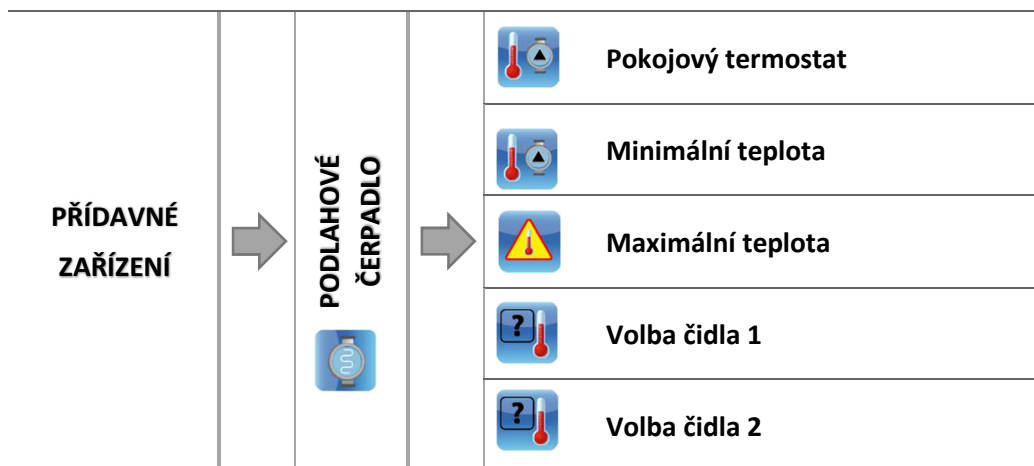 PŘÍDAVNÉ
ZAŘÍZENÍ
PODLAHOVÉ
ČERPADLO
Pokojový termostat
Minimální teplota
Maximální teplota
?
Volba čidla 1
?
Volba čidla 2